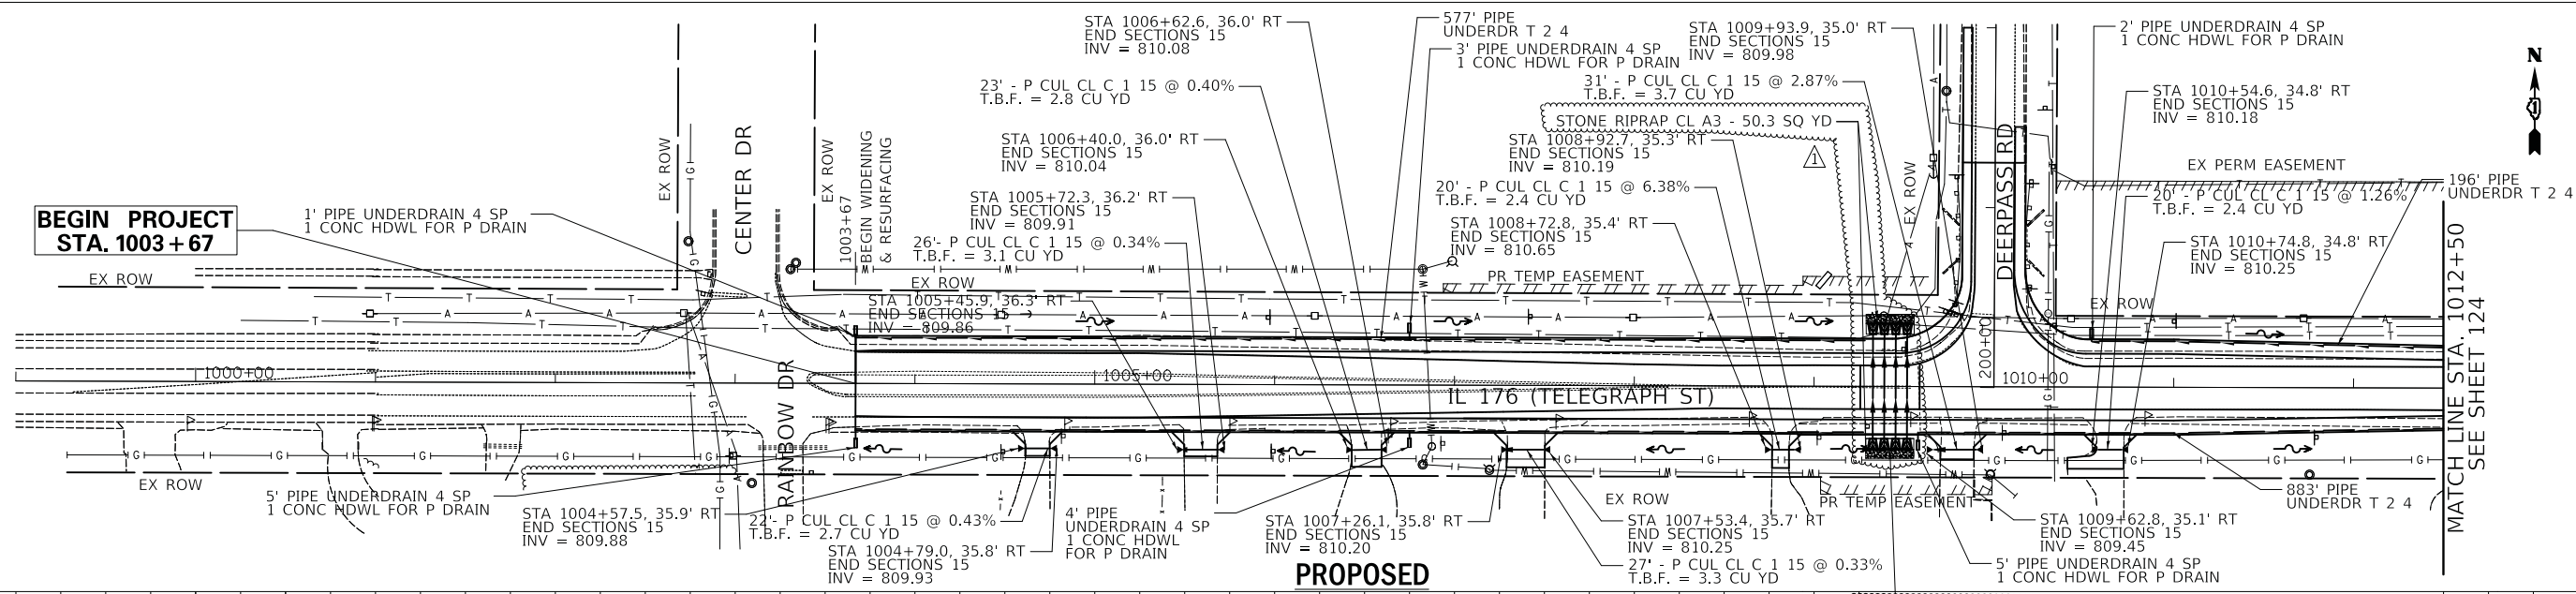 STA 1006+62.6, 36.0' RT
END SECTIONS 15
INV = 810.08
577' PIPE
UNDERDR T 2 4
3' PIPE UNDERDRAIN 4 SP
1 CONC HDWL FOR P DRAIN
STA 1009+93.9, 35.0' RT
END SECTIONS 15
INV = 809.98
2' PIPE UNDERDRAIN 4 SP
1 CONC HDWL FOR P DRAIN
N
23' - P CUL CL C 1 15 @ 0.40%
T.B.F. = 2.8 CU YD
31' - P CUL CL C 1 15 @ 2.87%
T.B.F. = 3.7 CU YD
STONE RIPRAP CL A3 - 50.3 SQ YD
STA 1010+54.6, 34.8' RT
END SECTIONS 15
INV = 810.18
STA 1006+40.0, 36.0' RT
END SECTIONS 15
INV = 810.04
STA 1008+92.7, 35.3' RT
END SECTIONS 15
INV = 810.19
1
EX PERM EASEMENT
196' PIPE
UNDERDR T 2 4
EX ROW
CENTER DR
EX ROW
1003+67
BEGIN WIDENING
& RESURFACING
STA 1005+72.3, 36.2' RT
END SECTIONS 15
INV = 809.91
20' - P CUL CL C 1 15 @ 6.38%
T.B.F. = 2.4 CU YD
EX ROW
DEERPASS RD
20' - P CUL CL C 1 15 @ 1.26%
T.B.F. = 2.4 CU YD
BEGIN PROJECT
STA. 1003+67
1' PIPE UNDERDRAIN 4 SP
1 CONC HDWL FOR P DRAIN
26'- P CUL CL C 1 15 @ 0.34%
T.B.F. = 3.1 CU YD
STA 1008+72.8, 35.4' RT
END SECTIONS 15
INV = 810.65
STA 1010+74.8, 34.8' RT
END SECTIONS 15
INV = 810.25
EX ROW
EX ROW
PR TEMP EASEMENT
STA 1005+45.9, 36.3' RT
END SECTIONS 15
INV = 809.86
EX ROW
MATCH LINE STA. 1012+50
SEE SHEET 124
1000+00
RAINBOW DR
1005+00
IL 176 (TELEGRAPH ST)
200+00
1010+00
EX ROW
5' PIPE UNDERDRAIN 4 SP
1 CONC HDWL FOR P DRAIN
STA 1004+57.5, 35.9' RT
END SECTIONS 15
INV = 809.88
22'- P CUL CL C 1 15 @ 0.43%
T.B.F. = 2.7 CU YD
STA 1004+79.0, 35.8' RT
END SECTIONS 15
INV = 809.93
4' PIPE
UNDERDRAIN 4 SP
1 CONC HDWL
FOR P DRAIN
STA 1007+26.1, 35.8' RT
END SECTIONS 15
INV = 810.20
EX ROW
STA 1007+53.4, 35.7' RT
END SECTIONS 15
INV = 810.25
27' - P CUL CL C 1 15 @ 0.33%
T.B.F. = 3.3 CU YD
PR TEMP EASEMENT
STA 1009+62.8, 35.1' RT
END SECTIONS 15
INV = 809.45
5' PIPE UNDERDRAIN 4 SP
1 CONC HDWL FOR P DRAIN
883' PIPE
UNDERDR T 2 4
PROPOSED